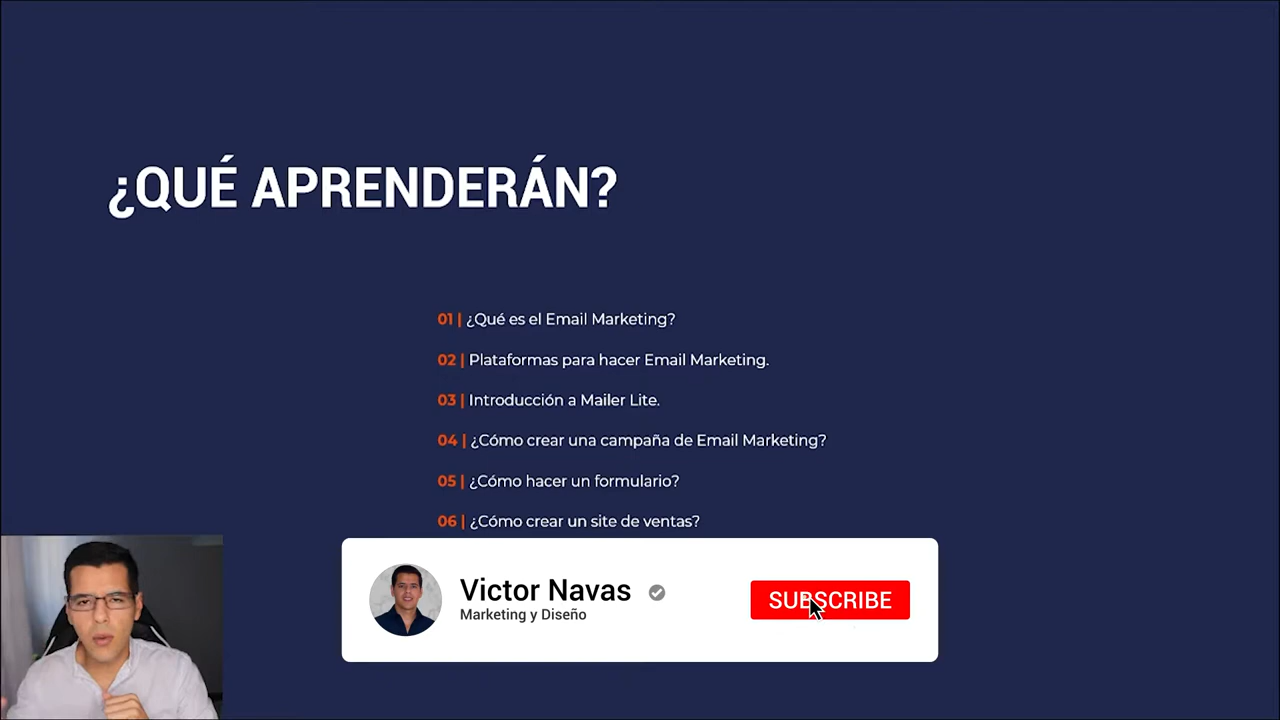 ¿QUÉ APRENDERÁN?
01 | ¿Qué es el Email Marketing?
02 | Plataformas para hacer Email Marketing.
03 | Introducción a Mailer Lite.
04 | ¿Cómo crear una campaña de Email Marketing?
05 | ¿Cómo hacer un formulario?
06 | ¿Cómo crear un site de ventas?
Victor Navas
Marketing y Diseño
SUBSCRIBE